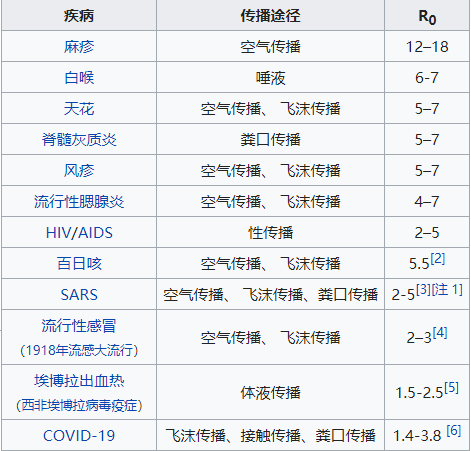 疾病 传播途径 R0
麻疹 空气传播 12–18
白喉 唾液 6-7
天花 空气传播、 飞沫传播 5–7
脊髓灰质炎 粪口传播 5–7
风疹 空气传播、 飞沫传播 5–7
流行性腮腺炎 空气传播、 飞沫传播 4–7
HIV/AIDS 性传播 2–5
百日咳 空气传播、 飞沫传播 5.5[2]
SARS 空气传播、 飞沫传播、粪口传播 2-5[3][注 1]
流行性感冒
(1918年流感大流行) 空气传播、 飞沫传播 2–3[4]
埃博拉出血热
(西非埃博拉病毒疫症) 体液传播 1.5-2.5[5]
COVID-19 飞沫传播、接触传播、粪口传播 1.4-3.8 [6]